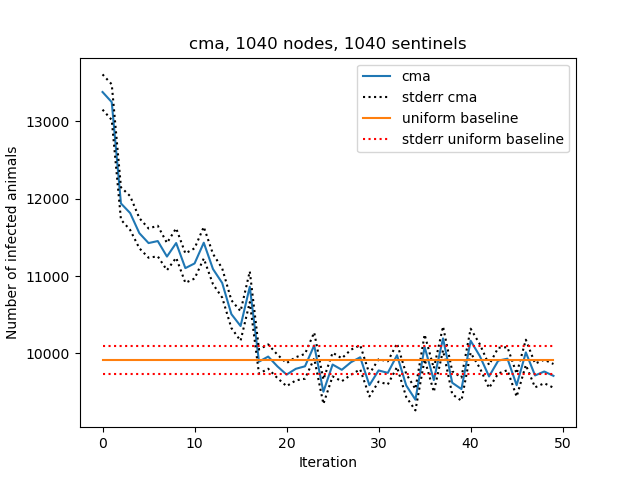 cma, 1040 nodes, 1040 sentinels
cma
stderr cma
uniform baseline
stderr uniform baseline
Number of infected animals
13000
12000
11000
10000
0 10 20 30 40 50
Iteration